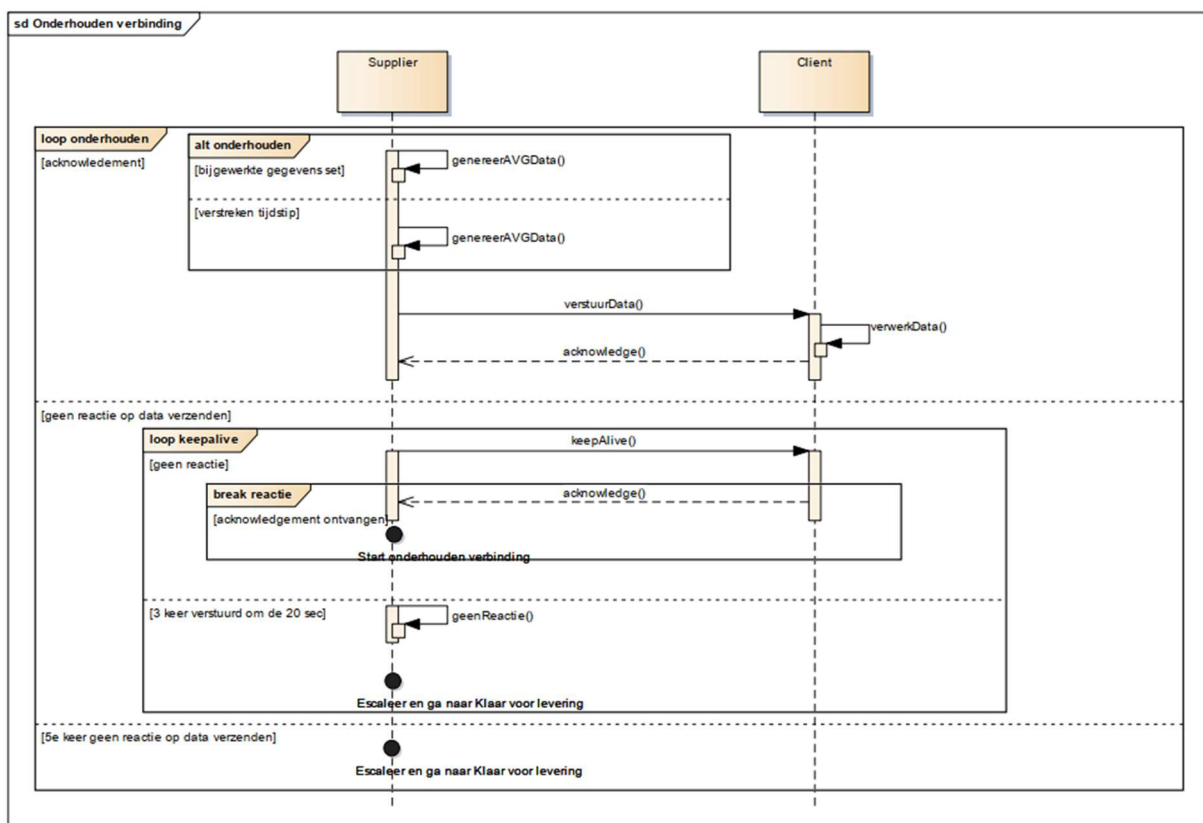 sd Onderhouden verbinding
Supplier
Client
loop onderhouden
[acknowledement]
alt onderhouden
[bijgewerkte gegevens set]
genereerAVGData()
[verstreken tijdstip]
genereerAVGData()
verstuurData()
verwerkData()
acknowledge()
[geen reactie op data verzenden]
loop keepalive
[geen reactie]
keepAlive()
break reactie
[acknowledgement ontvangen]
acknowledge()
Start onderhouden verbinding
[3 keer verstuurd om de 20 sec]
geenReactie()
Escaleer en ga naar Klaar voor levering
[5e keer geen reactie op data verzenden]
Escaleer en ga naar Klaar voor levering